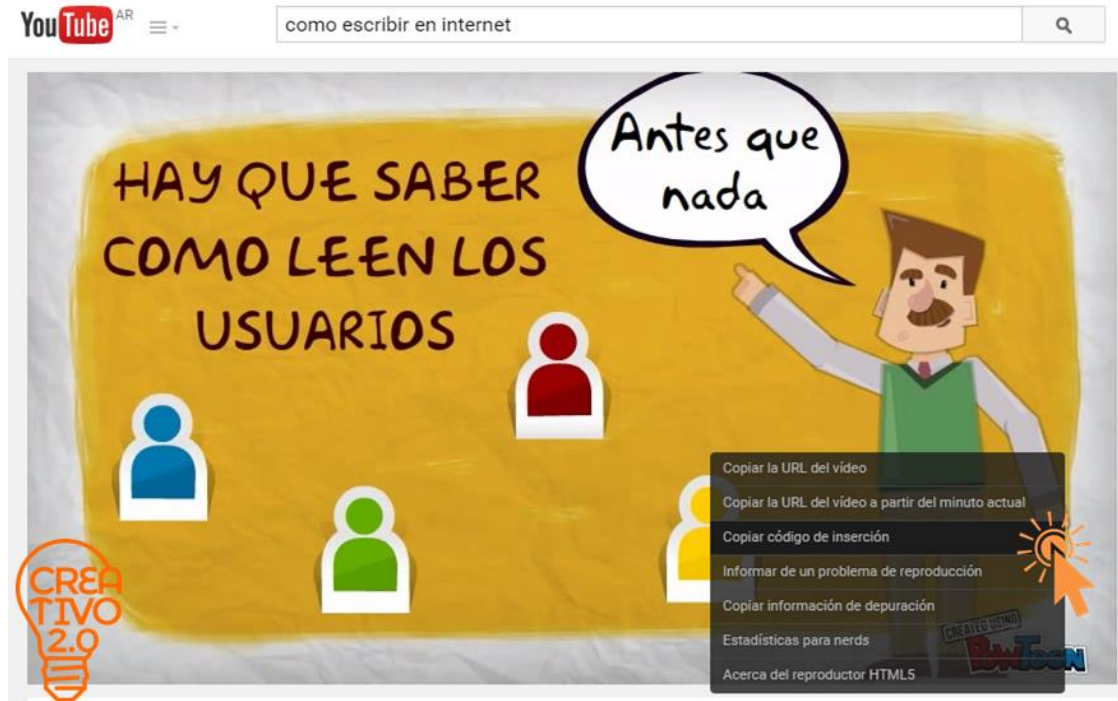 YouTube AR
como escribir en internet
Antes que
nada
HAY QUE SABER
COMO LEEN LOS
USUARIOS
Copiar la URL del vídeo
Copiar la URL del vídeo a partir del minuto actual
Copiar código de inserción
Informar de un problema de reproducción
Copiar información de depuración
Estadísticas para nerds
Acerca del reproductor HTML5
CREA
TIVO
2.0
CREATED USING
POWTOON